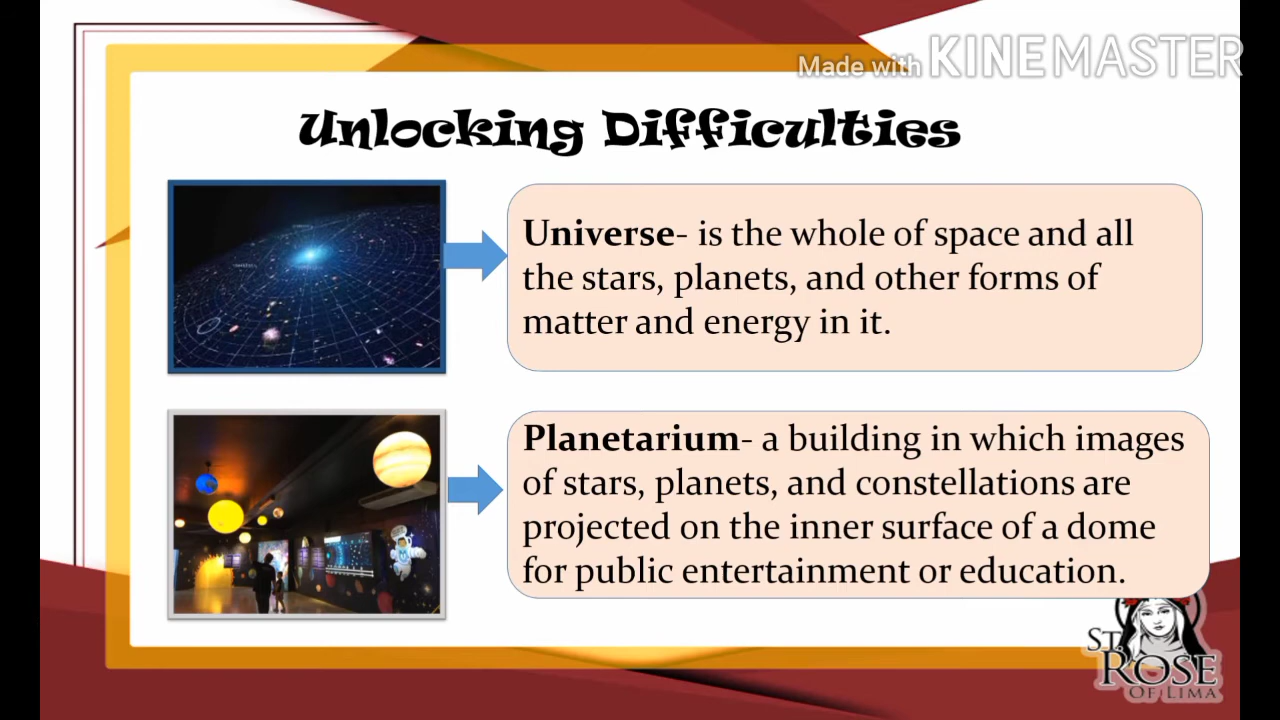 Made with KINEMASTER
Unlocking Difficulties
Universe- is the whole of space and all
the stars, planets, and other forms of
matter and energy in it.
Planetarium- a building in which images
of stars, planets, and constellations are
projected on the inner surface of a dome
for public entertainment or education.
ST.
ROSE
OF LIMA